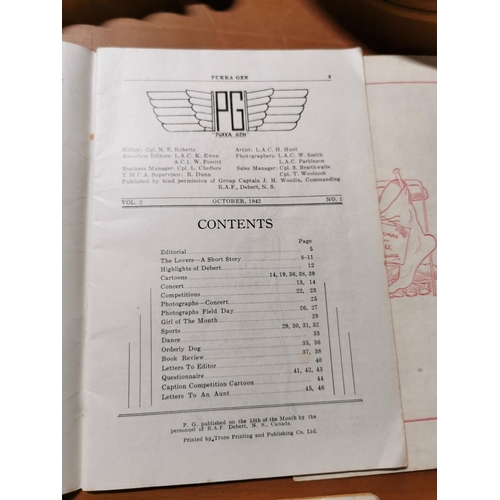 PUKKA GEN
PG
PUKKA GEN
Editor: Cpl. N. E. Roberts Artist: L.A.C. H. Hunt
Associate Editors: L.A.C. K. Ewen Photographers: L.A.C. W. Smith
A.C.1. W. Perritt L.A.C. Parkinson
Business Manager: Cpl. L. Cheffers Sales Manager: Cpl. S. Braithwaite
Y.M.C.A. Supervisor: R. Dunn Cpl. T. Woolnock
Published by kind permission of Group Captain J. H. Woodin, Commanding
R.A.F., Debert, N. S.
VOL. 2 OCTOBER, 1942 NO. 1
CONTENTS
Page
Editorial 5
The Lovers—A Short Story 8-11
Highlights of Debert 12
Cartoons 14, 19, 36, 38, 39
Concert 13, 14
Competitions 22, 23
Photographs—Concert 25
Photographs Field Day 26, 27
Girl of The Month 28
Sports 29, 30, 31, 32
Dance 33
Orderly Dog 35, 36
Book Review 37, 38
Letters To Editor 40
Questionnaire 41, 42, 43
Caption Competition Cartoon 44
Letters To An Aunt 45, 46
P. G. published on the 15th of the Month by the
personnel of R.A.F. Debert, N. S., Canada.
Printed by Truro Printing and Publishing Co. Ltd.